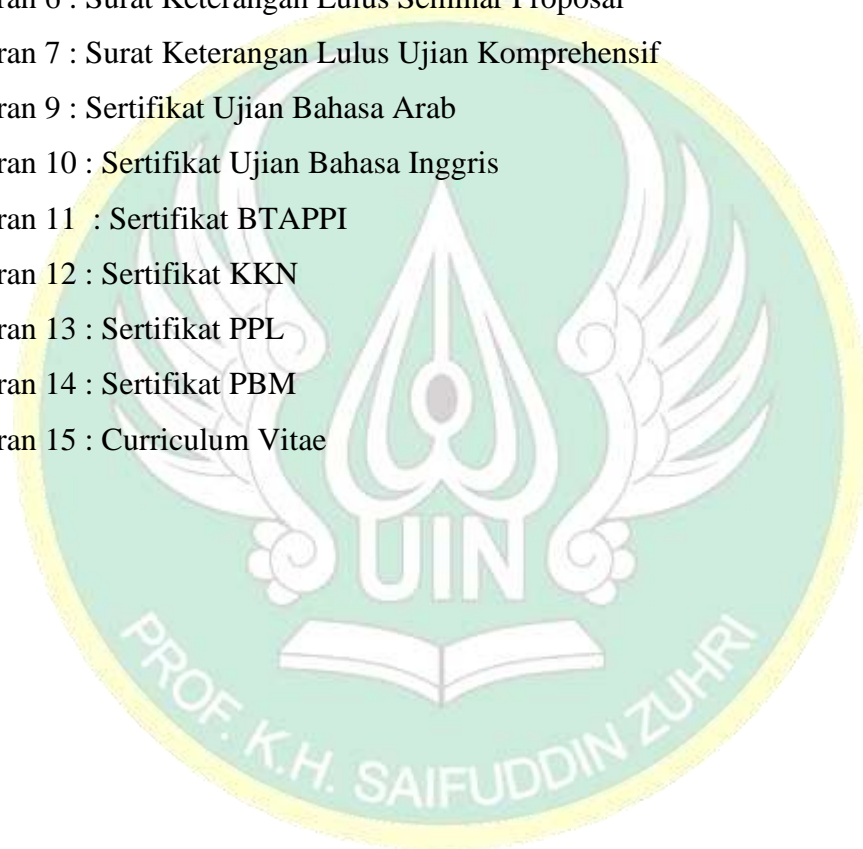 ran 6 : Surat Keterangan Lulus Seminar Proposal
ran 7 : Surat Keterangan Lulus Ujian Komprehensif
ran 9 : Sertifikat Ujian Bahasa Arab
ran 10 : Sertifikat Ujian Bahasa Inggris
ran 11 : Sertifikat BTAPPI
ran 12 : Sertifikat KKN
ran 13 : Sertifikat PPL
ran 14 : Sertifikat PBM
ran 15 : Curriculum Vitae
UIN
PROF. K.H. SAIFUDDIN ZUHRI